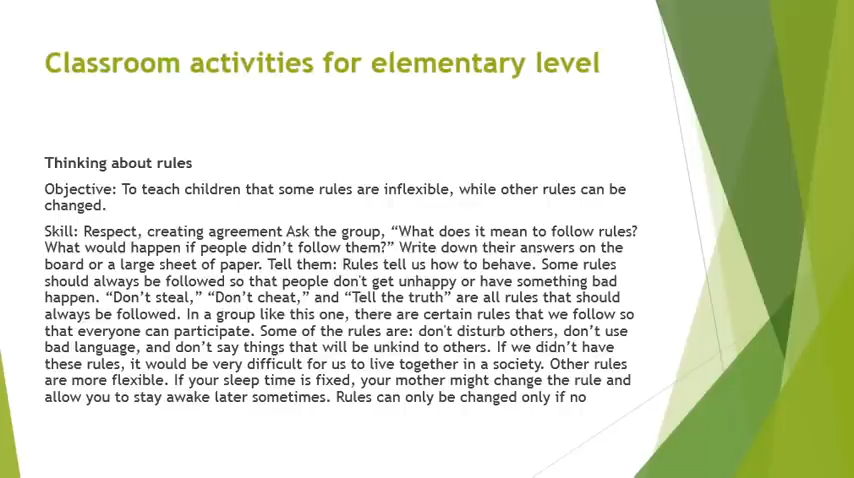 Classroom activities for elementary level
Thinking about rules
Objective: To teach children that some rules are inflexible, while other rules can be
changed.
Skill: Respect, creating agreement Ask the group, “What does it mean to follow rules?
What would happen if people didn’t follow them?” Write down their answers on the
board or a large sheet of paper. Tell them: Rules tell us how to behave. Some rules
should always be followed so that people don't get unhappy or have something bad
happen. “Don’t steal,” “Don’t cheat,” and “Tell the truth” are all rules that should
always be followed. In a group like this one, there are certain rules that we follow so
that everyone can participate. Some of the rules are: don't disturb others, don’t use
bad language, and don’t say things that will be unkind to others. If we didn’t have
these rules, it would be very difficult for us to live together in a society. Other rules
are more flexible. If your sleep time is fixed, your mother might change the rule and
allow you to stay awake later sometimes. Rules can only be changed only if no